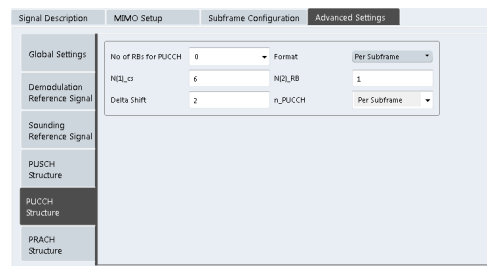 Signal Description MIMO Setup Subframe Configuration Advanced Settings
Global Settings
Demodulation
Reference Signal
Sounding
Reference Signal
PUSCH
Structure
PUCCH
Structure
PRACH
Structure
No of RBs for PUCCH 0 Format Per Subframe
N(1)_cs 6 N(2)_RB 1
Delta Shift 2 n_PUCCH Per Subframe